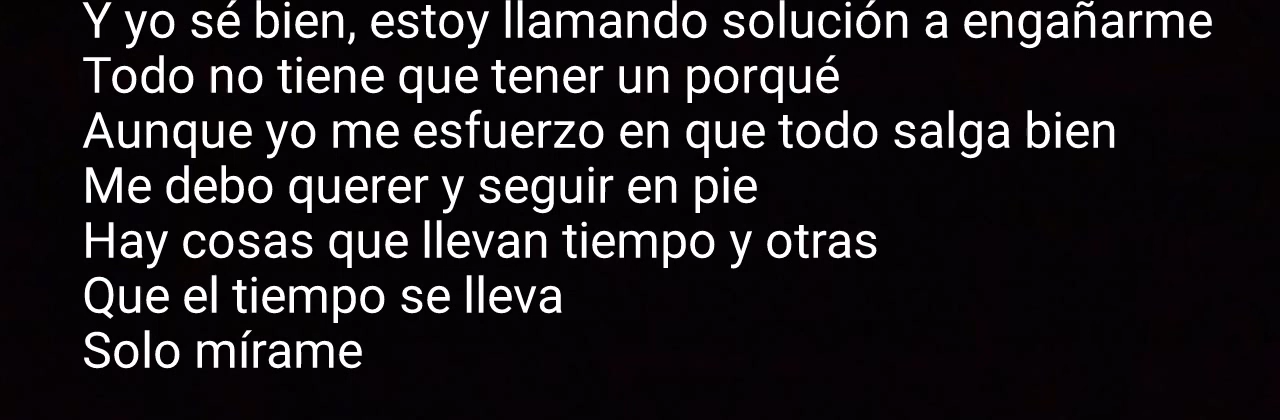 Y yo sé bien, estoy llamando solución a engañarme
Todo no tiene que tener un porqué
Aunque yo me esfuerzo en que todo salga bien
Me debo querer y seguir en pie
Hay cosas que llevan tiempo y otras
Que el tiempo se lleva
Solo mírame